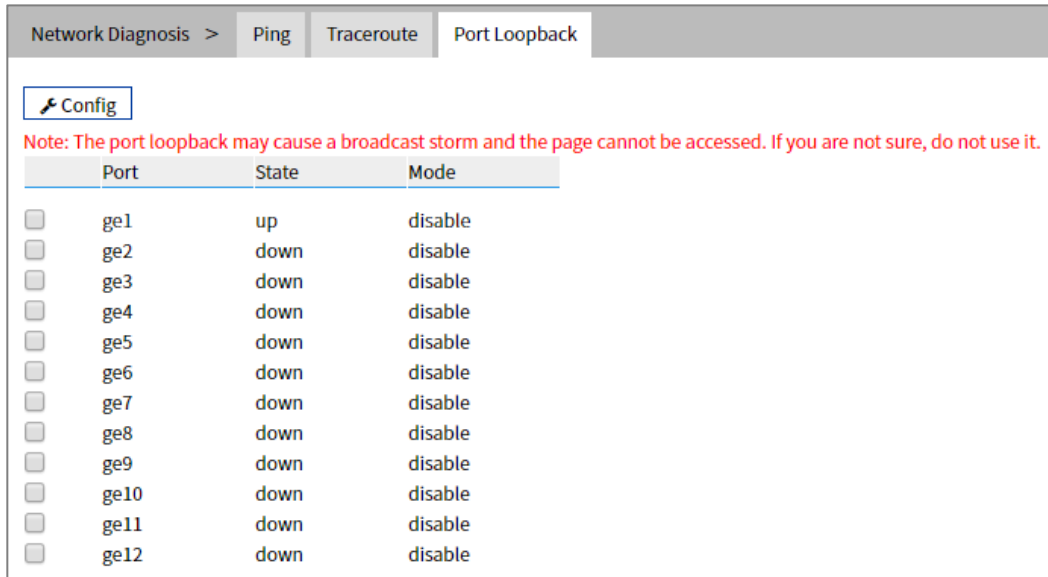 Network Diagnosis > Ping Traceroute Port Loopback
Config
Note: The port loopback may cause a broadcast storm and the page cannot be accessed. If you are not sure, do not use it.
Port State Mode
ge1 up disable
ge2 down disable
ge3 down disable
ge4 down disable
ge5 down disable
ge6 down disable
ge7 down disable
ge8 down disable
ge9 down disable
ge10 down disable
ge11 down disable
ge12 down disable